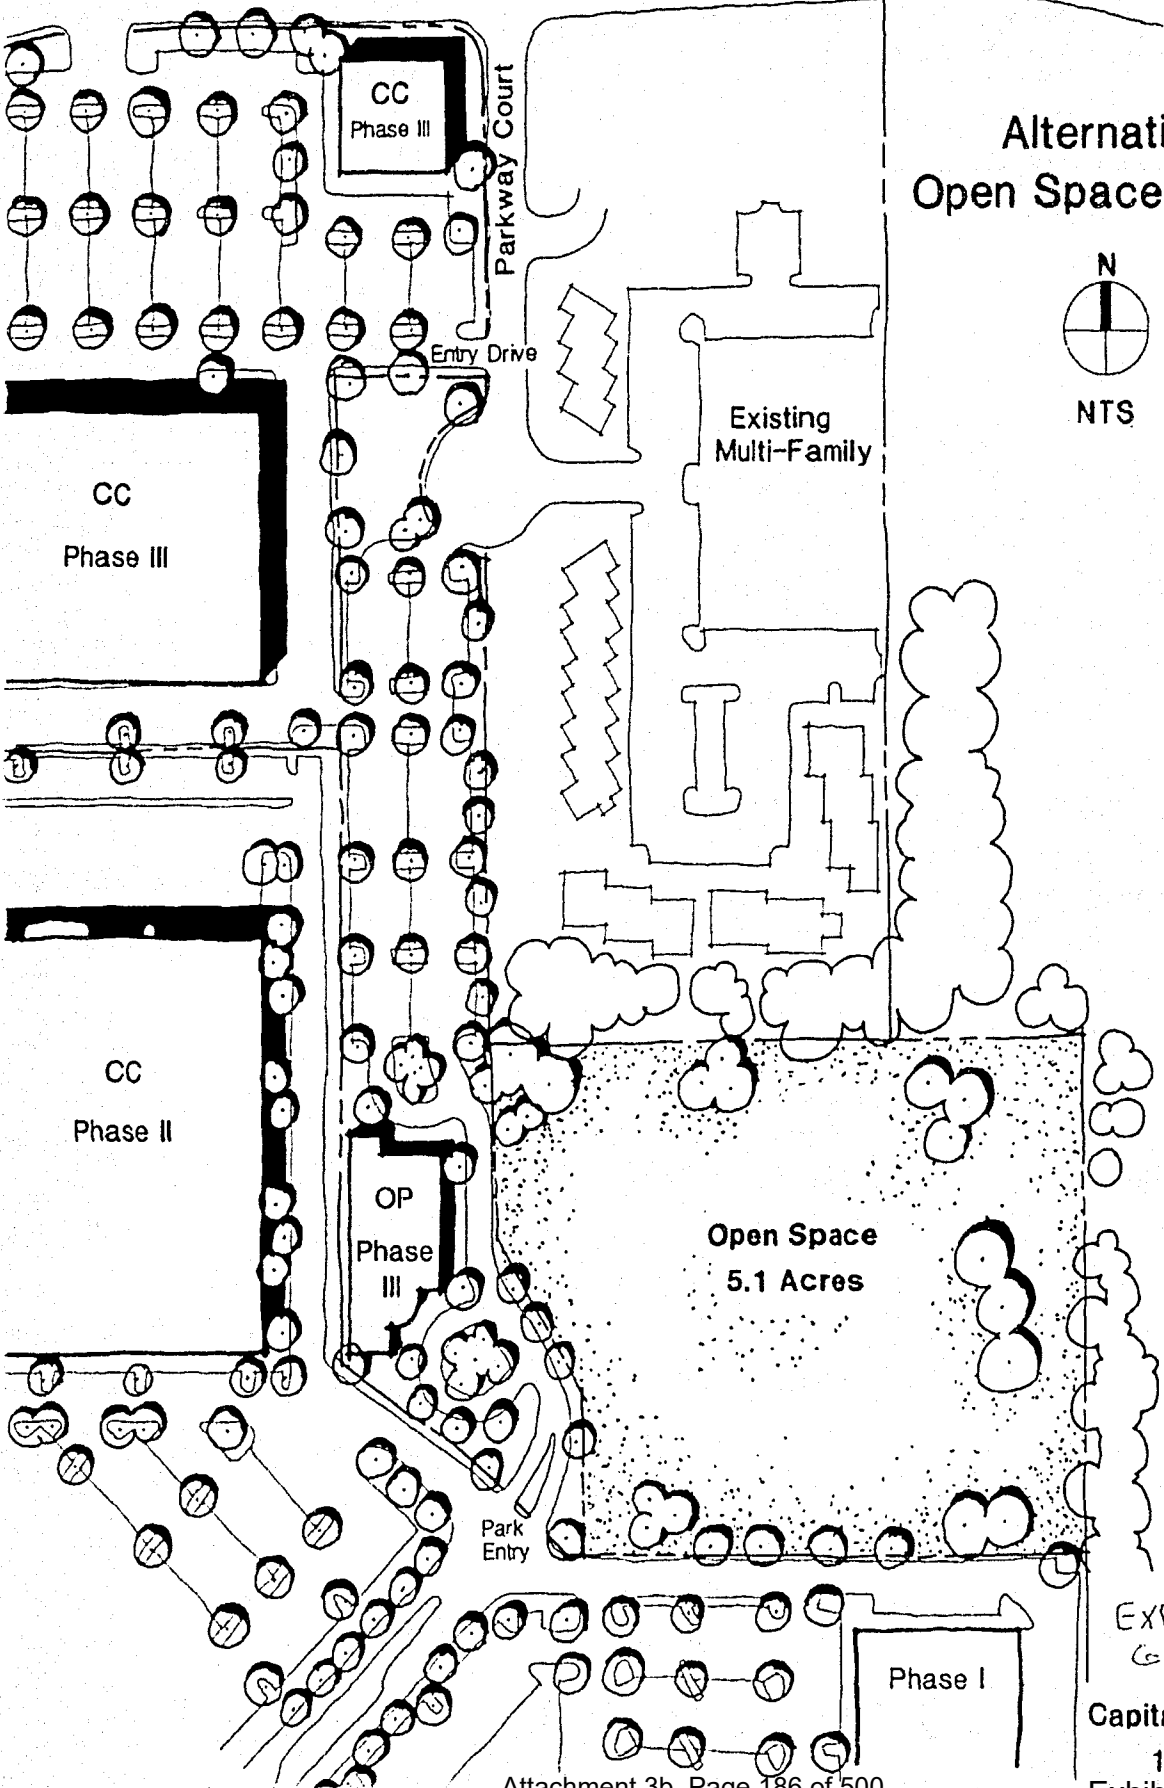 CC
Phase III
Parkway Court
Alternati
Open Space
N
NTS
Entry Drive
Existing
Multi-Family
CC
Phase III
CC
Phase II
OP
Phase
III
Open Space
5.1 Acres
Park
Entry
Phase I
Capita
1
Exhib
Attachment 3b, Page 186 of 500